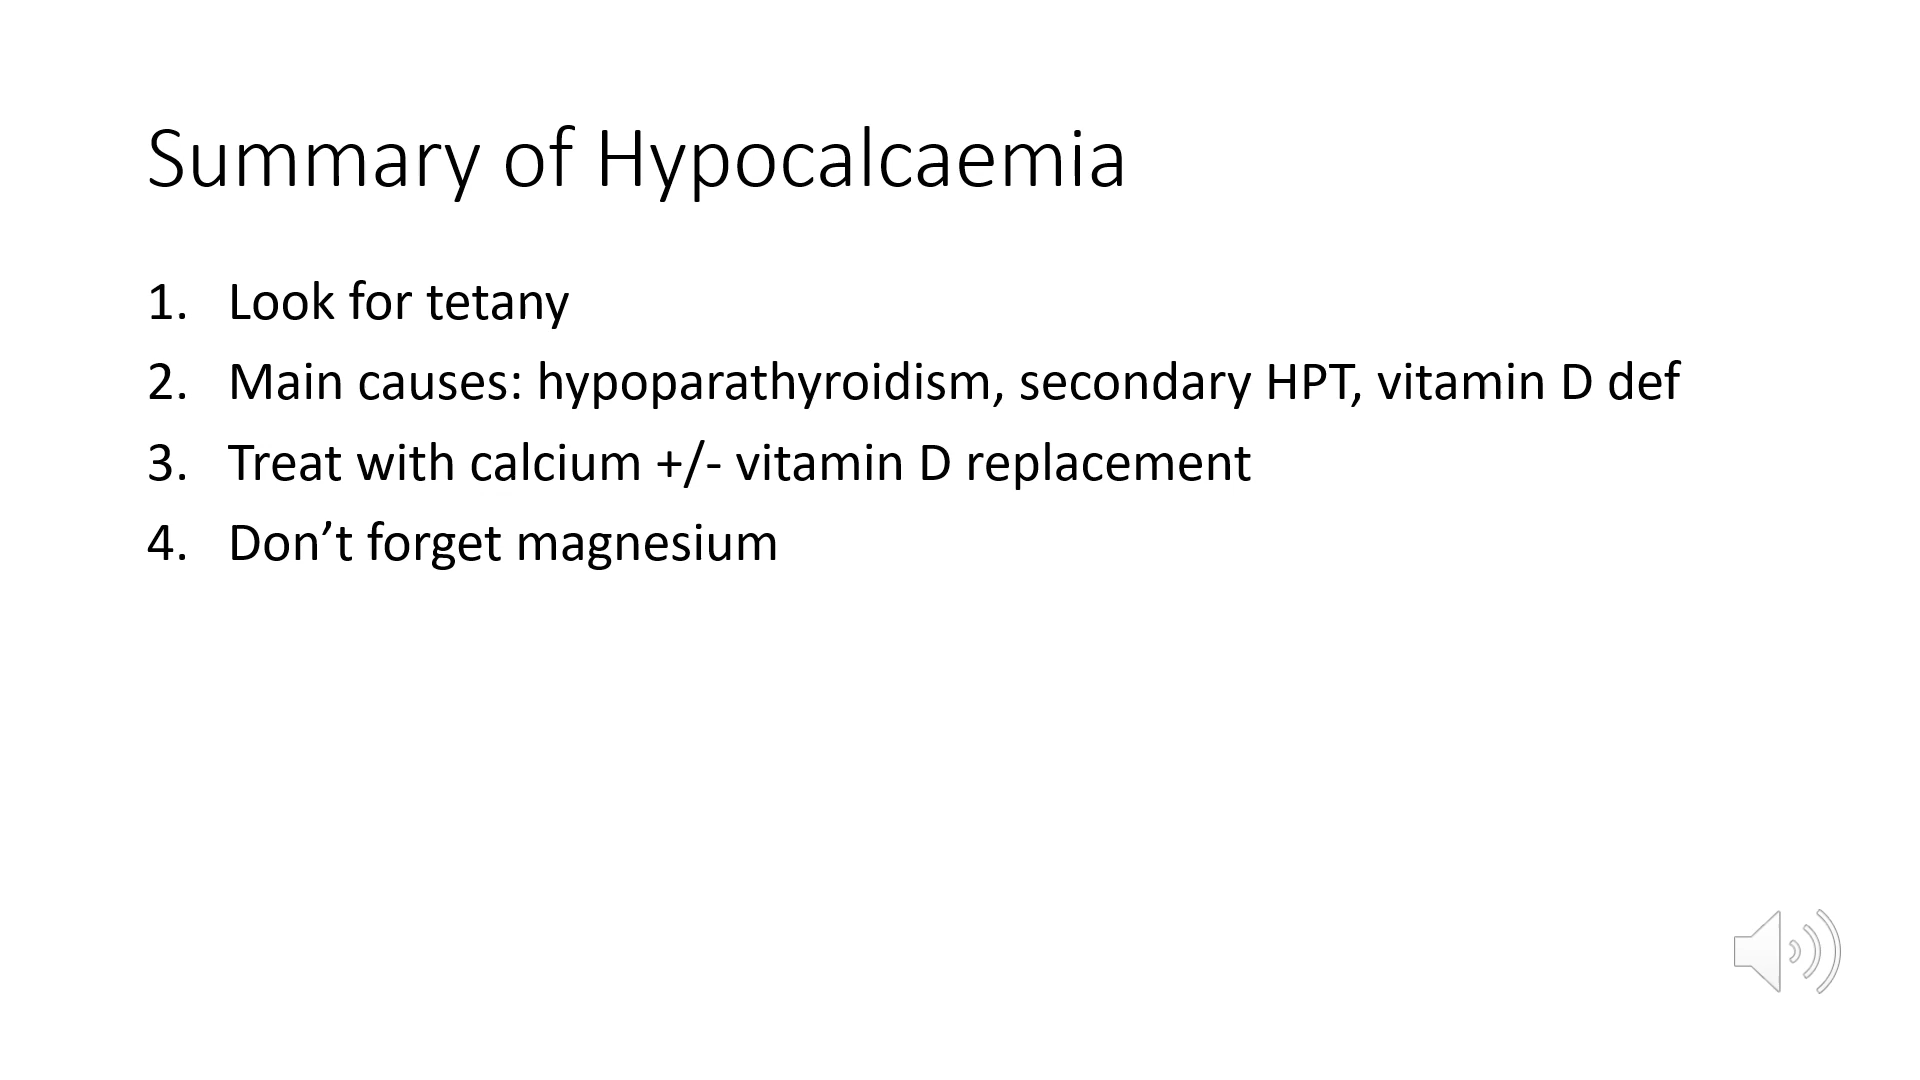 Summary of Hypocalcaemia
1. Look for tetany
2. Main causes: hypoparathyroidism, secondary HPT, vitamin D def
3. Treat with calcium +/- vitamin D replacement
4. Don’t forget magnesium